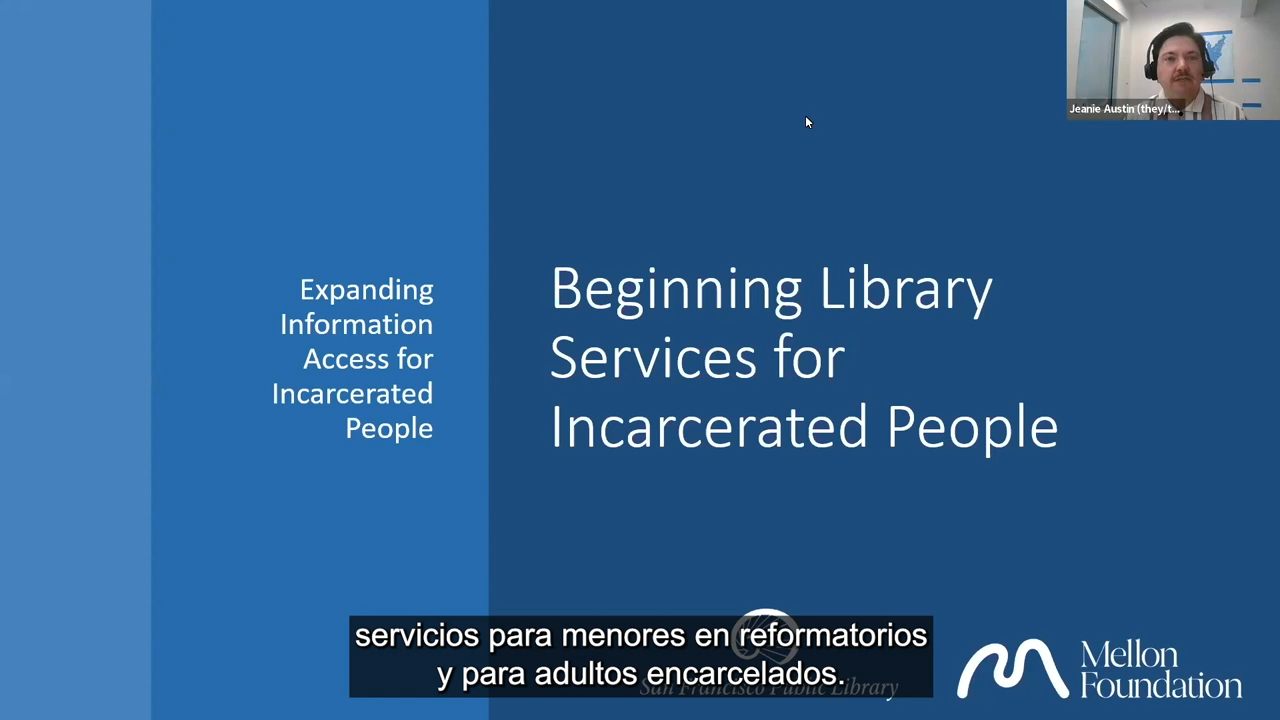 Jeanie Austin (they/t...
Expanding
Information
Access for
Incarcerated
People
Beginning Library
Services for
Incarcerated People
servicios para menores en reformatorios
y para adultos encarcelados.
San Francisco Public Library
Mellon
Foundation